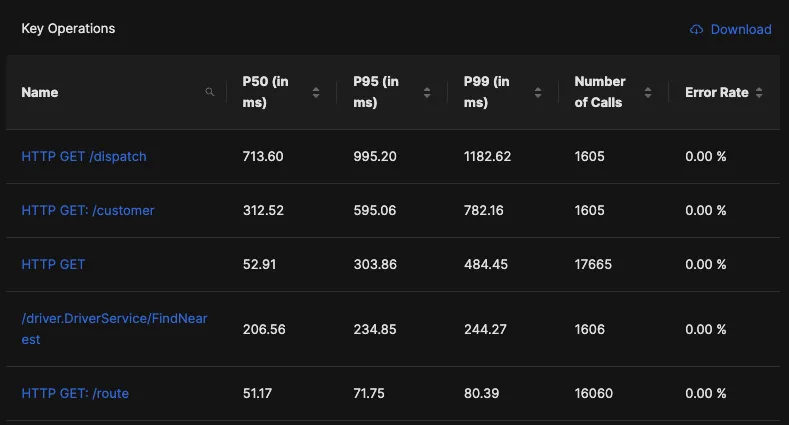 Key Operations
Download
Name
P50 (in ms)
P95 (in ms)
P99 (in ms)
Number of Calls
Error Rate
HTTP GET /dispatch 713.60 995.20 1182.62 1605 0.00 %
HTTP GET: /customer 312.52 595.06 782.16 1605 0.00 %
HTTP GET 52.91 303.86 484.45 17665 0.00 %
/driver.DriverService/FindNear
est 206.56 234.85 244.27 1606 0.00 %
HTTP GET: /route 51.17 71.75 80.39 16060 0.00 %